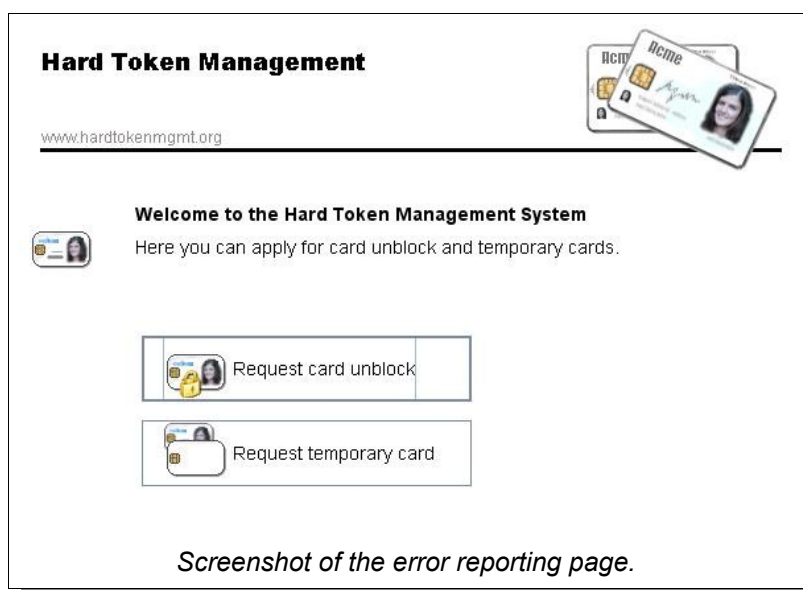 Hard Token Management
Acme
www.hardtokenmgmt.org
Welcome to the Hard Token Management System
Here you can apply for card unblock and temporary cards.
Request card unblock
Request temporary card
Screenshot of the error reporting page.